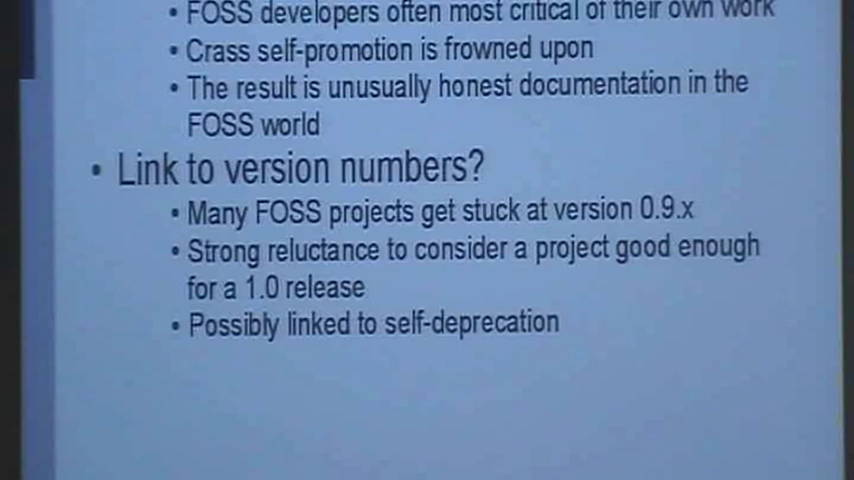 • FOSS developers often most critical of their own work
• Crass self-promotion is frowned upon
• The result is unusually honest documentation in the
FOSS world
• Link to version numbers?
• Many FOSS projects get stuck at version 0.9.x
• Strong reluctance to consider a project good enough
for a 1.0 release
• Possibly linked to self-deprecation